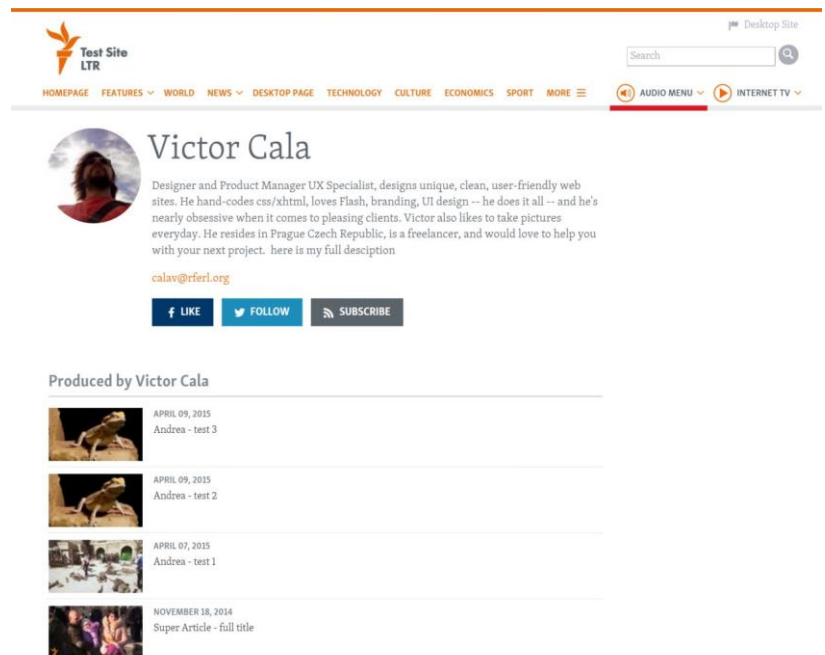 Desktop Site
Test Site
LTR
Search
HOMEPAGE FEATURES WORLD NEWS DESKTOP PAGE TECHNOLOGY CULTURE ECONOMICS SPORT MORE AUDIO MENU INTERNET TV
Victor Cala
Designer and Product Manager UX Specialist, designs unique, clean, user-friendly web
sites. He hand-codes css/xhtml, loves Flash, branding, UI design -- he does it all -- and he's
nearly obsessive when it comes to pleasing clients. Victor also likes to take pictures
everyday. He resides in Prague Czech Republic, is a freelancer, and would love to help you
with your next project. here is my full desciption
calav@rferl.org
LIKE FOLLOW SUBSCRIBE
Produced by Victor Cala
APRIL 09, 2015
Andrea - test 3
APRIL 09, 2015
Andrea - test 2
APRIL 07, 2015
Andrea - test 1
NOVEMBER 18, 2014
Super Article - full title